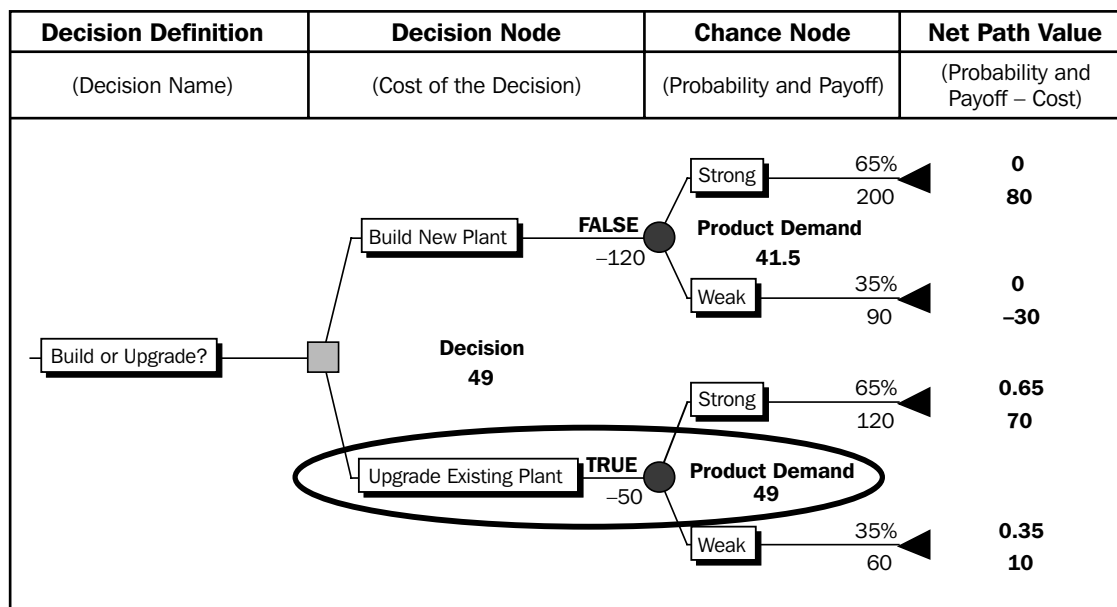 Decision Definition
Decision Node
Chance Node
Net Path Value
(Decision Name)
(Cost of the Decision)
(Probability and Payoff)
(Probability and
Payoff – Cost)
Strong
65%
200
0
80
Build New Plant
FALSE
–120
Product Demand
41.5
Weak
35%
90
0
–30
Build or Upgrade?
Decision
49
Strong
65%
120
0.65
70
Upgrade Existing Plant
TRUE
–50
Product Demand
49
Weak
35%
60
0.35
10